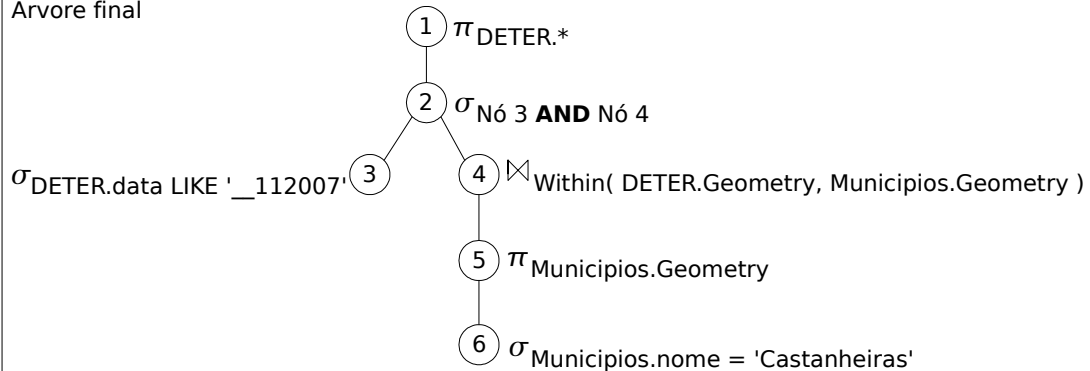 Arvore final
1 π DETER.*
2 σ Nó 3 AND Nó 4
σ DETER.data LIKE '__112007' 3
4 ⋈ Within( DETER.Geometry, Municipios.Geometry )
5 π Municipios.Geometry
6 σ Municipios.nome = 'Castanheiras'